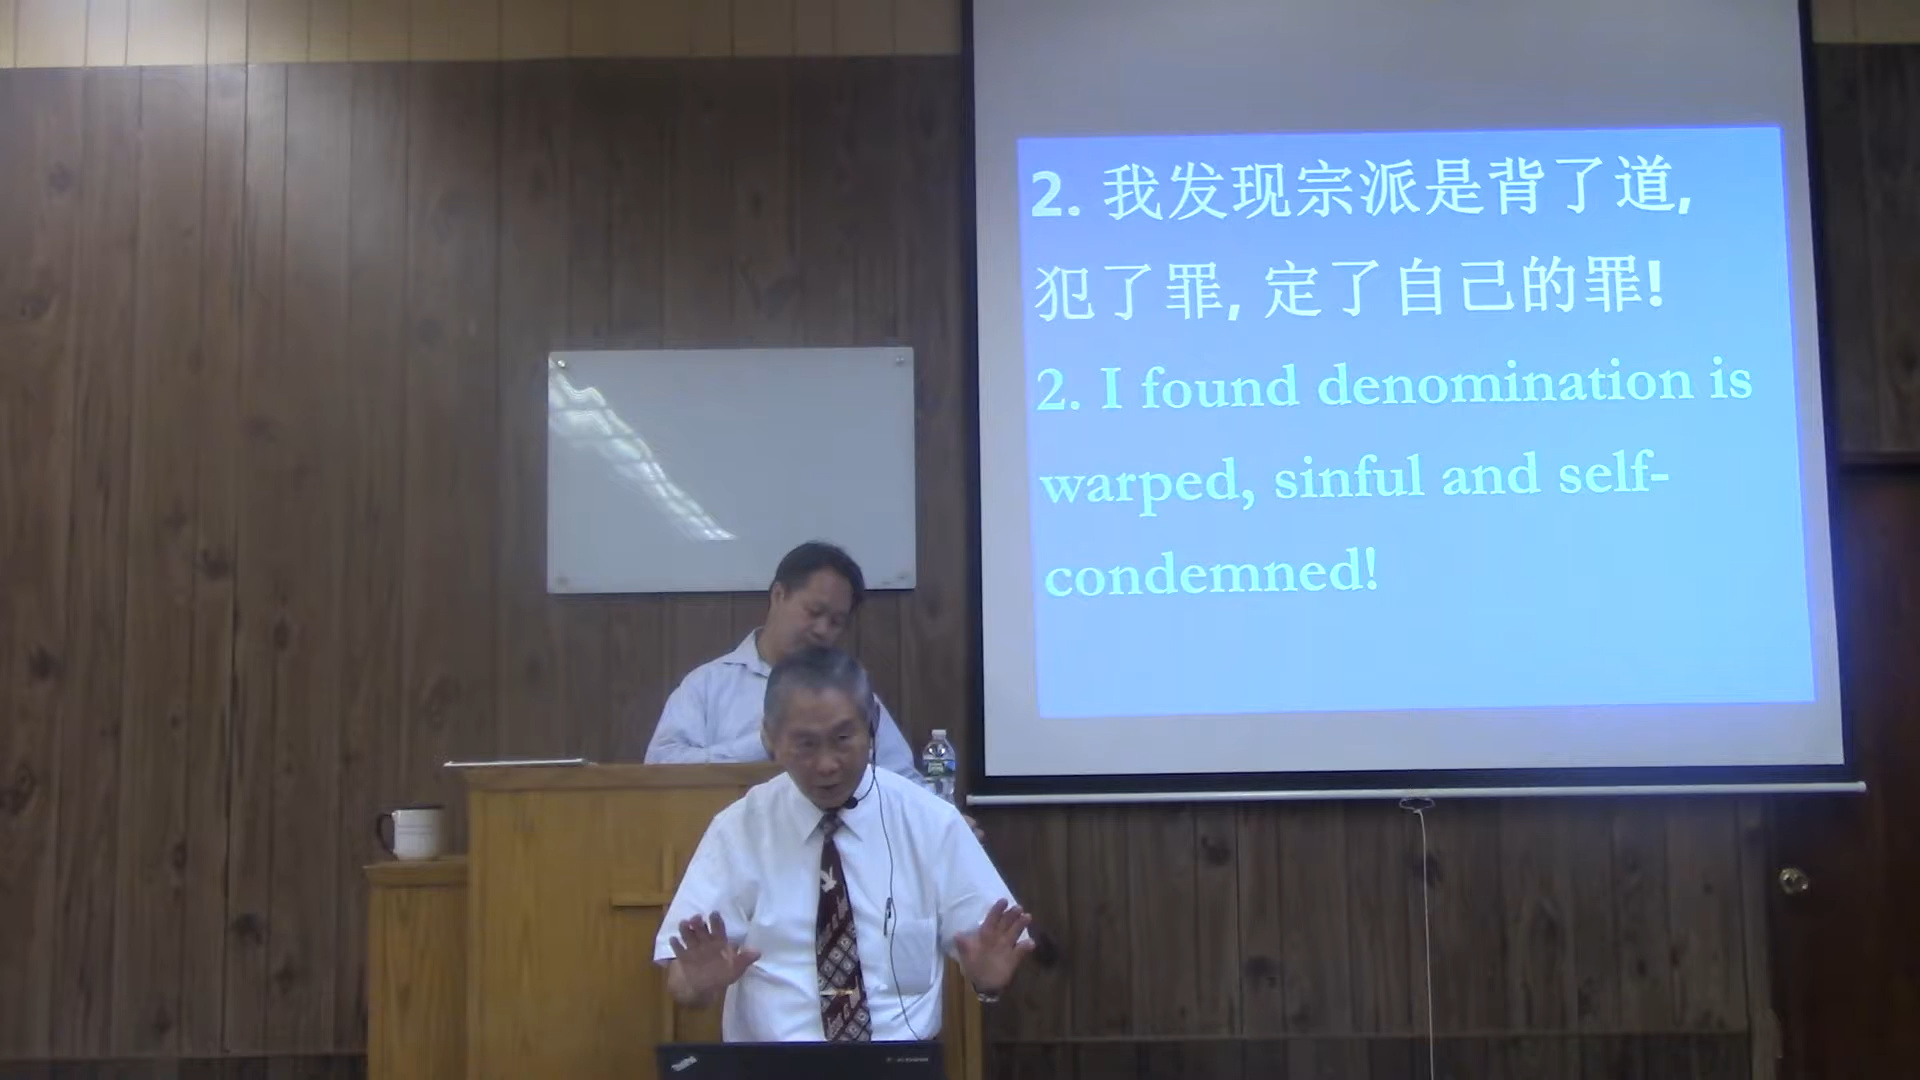 2. 我发现宗派是背了道,
犯了罪, 定了自己的罪!
2. I found denomination is
warped, sinful and self-
condemned!